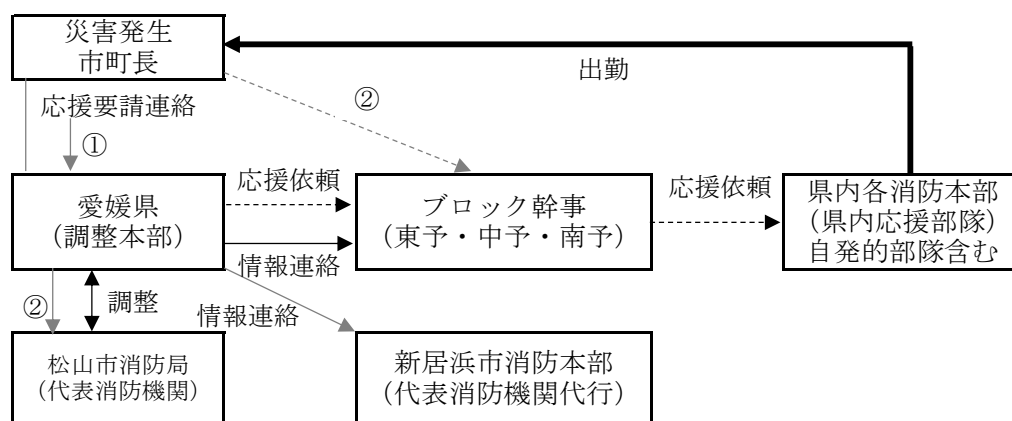 災害発生
市町長
出勤
②
応援要請連絡
①
愛媛県
（調整本部）
応援依頼
情報連絡
ブロック幹事
（東予・中予・南予）
応援依頼
県内各消防本部
（県内応援部隊）
自発的部隊含む
②
調整
情報連絡
松山市消防局
（代表消防機関）
新居浜市消防本部
（代表消防機関代行）